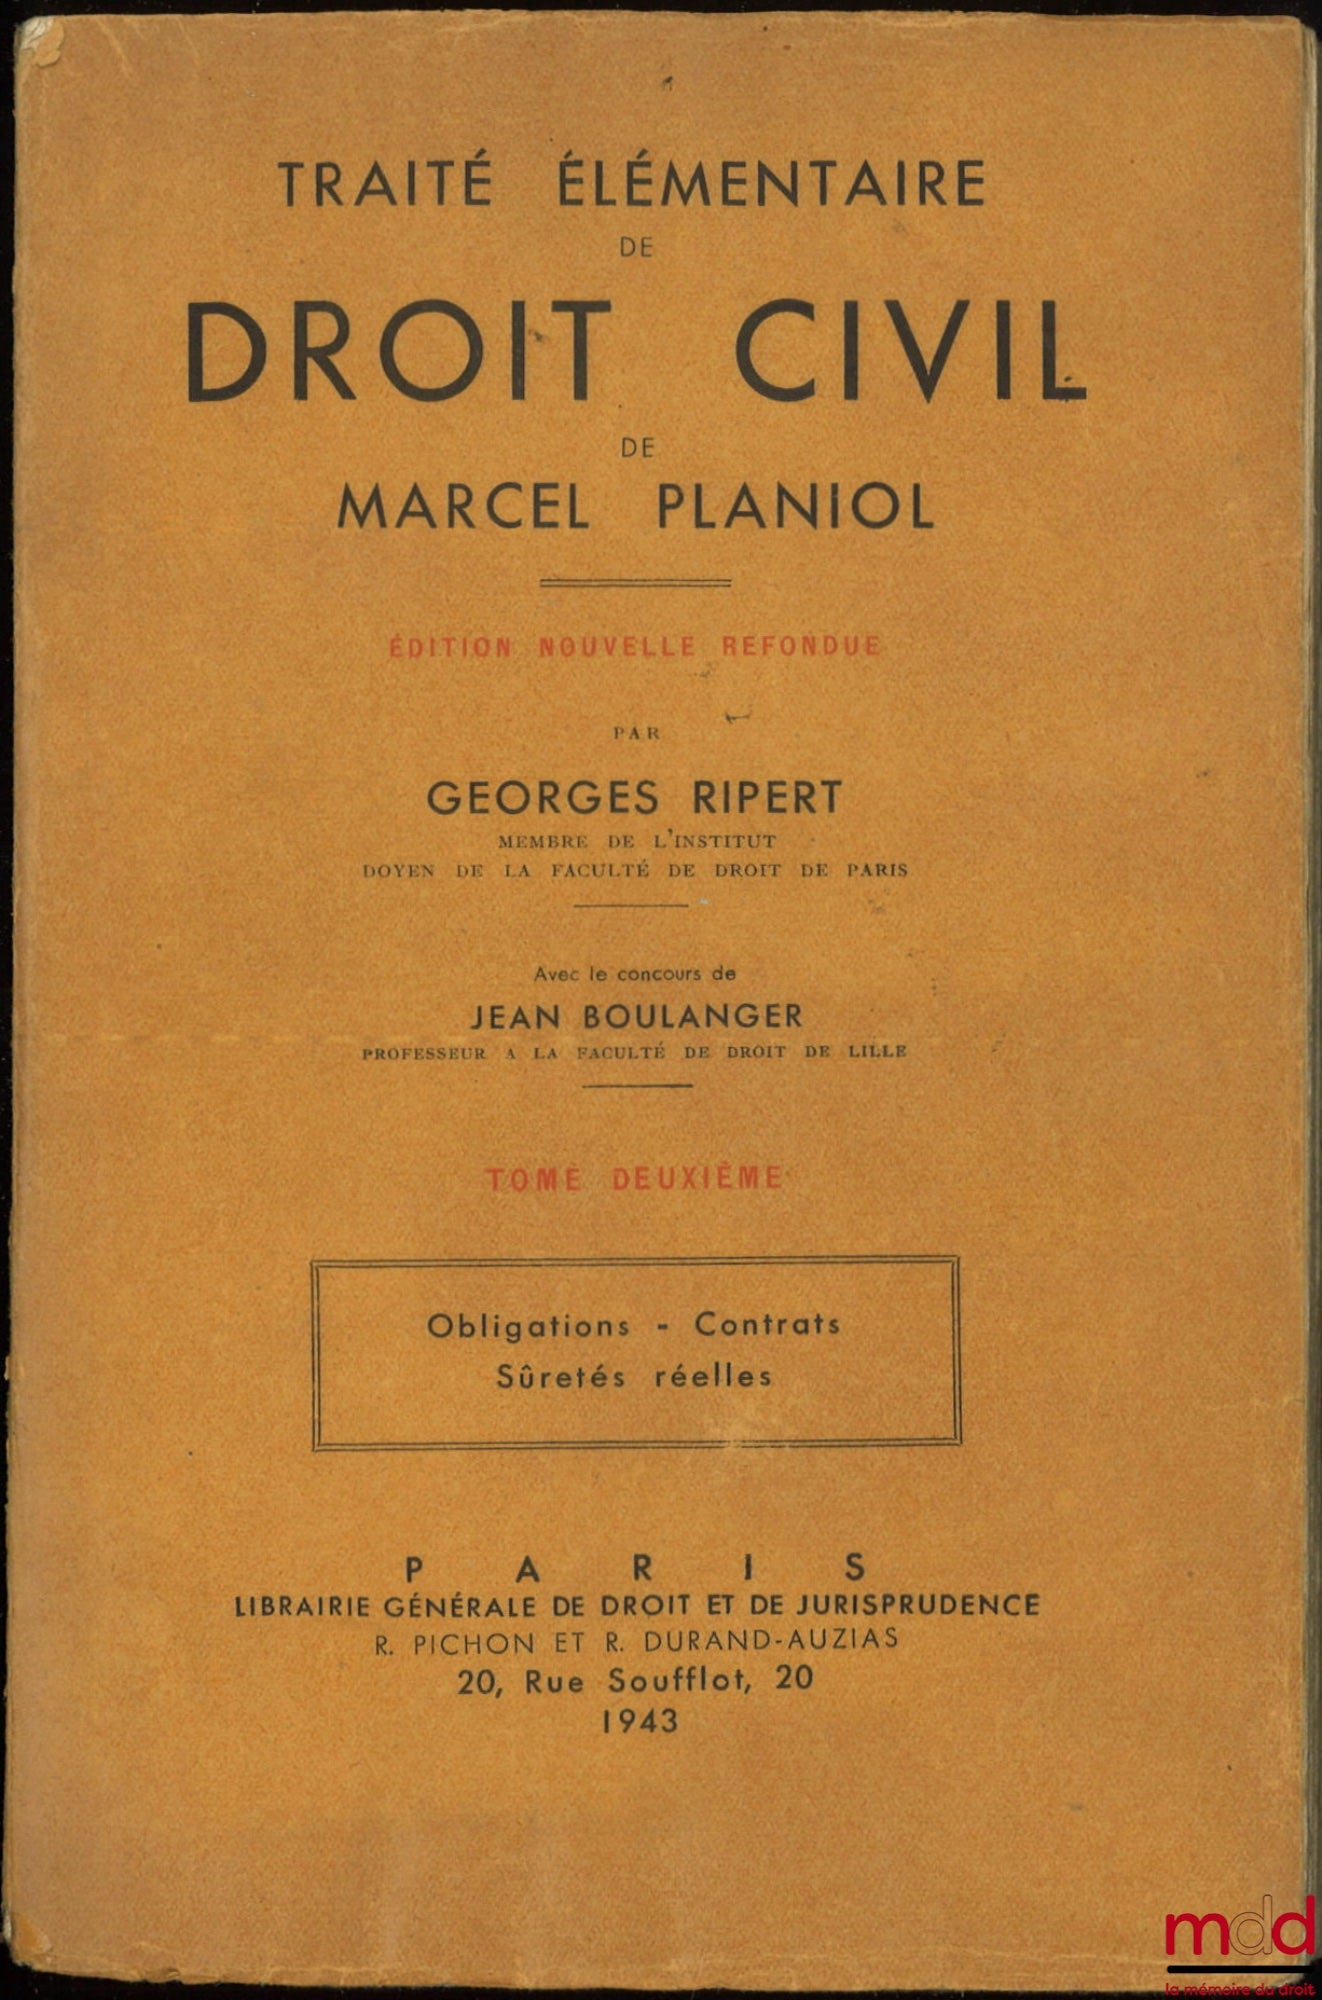 TRAITÉ ÉLÉMENTAIRE
DE
DROIT CIVIL
DE
MARCEL PLANIOL
ÉDITION NOUVELLE REFONDUE
PAR
GEORGES RIPERT
MEMBRE DE L'INSTITUT
DOYEN DE LA FACULTÉ DE DROIT DE PARIS
Avec le concours de
JEAN BOULANGER
PROFESSEUR A LA FACULTÉ DE DROIT DE LILLE
TOME DEUXIÈME
Obligations - Contrats
Sûretés réelles
PARIS
LIBRAIRIE GÉNÉRALE DE DROIT ET DE JURISPRUDENCE
R. PICHON ET R. DURAND-AUZIAS
20, Rue Soufflot, 20
1943
mdd
la mémoire du droit